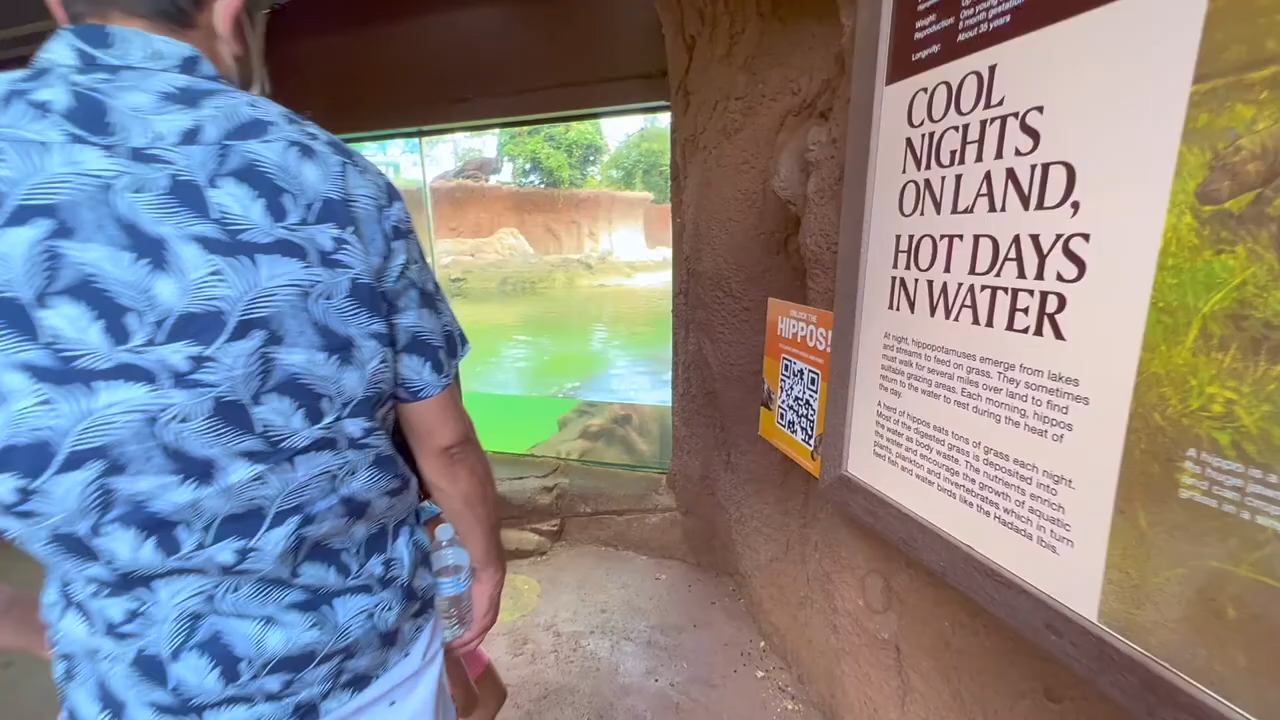 Weight:
Reproduction: One young
8 month gestation
Longevity: About 35 years
COOL
NIGHTS
ON LAND,
HOT DAYS
IN WATER
At night, hippopotamuses emerge from lakes
and streams to feed on grass. They sometimes
must walk for several miles over land to find
suitable grazing areas. Each morning, hippos
return to the water to rest during the heat of
the day.
A herd of hippos eats tons of grass each night.
Most of the digested grass is deposited into
the water as body waste. The nutrients enrich
the water and encourage the growth of aquatic
plants, plankton and invertebrates, which in turn
feed fish and water birds like the Hadada Ibis.
UNLOCK THE
HIPPOS!
A hippo is a
its huge
and can